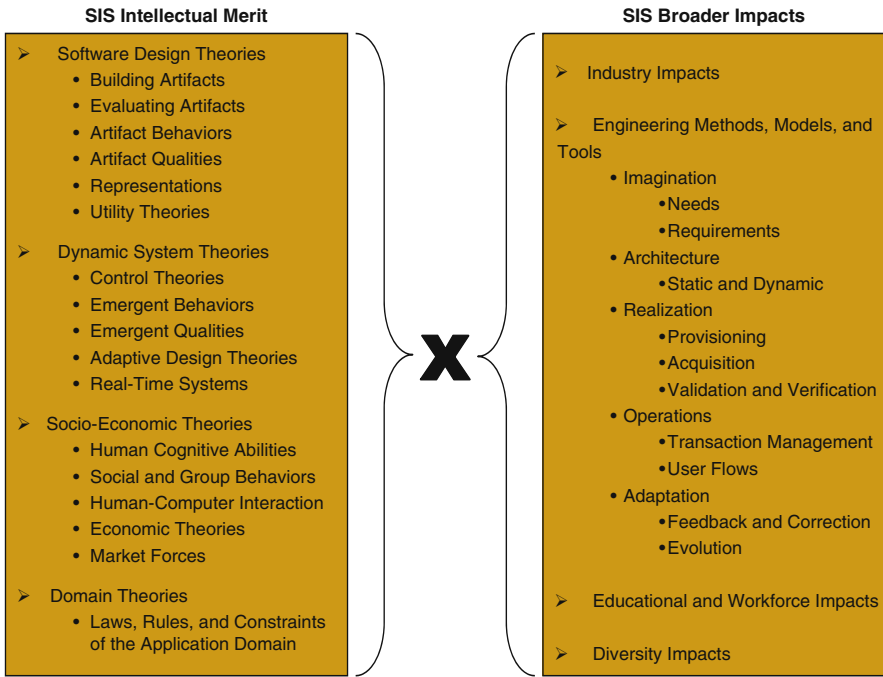 SIS Intellectual Merit
➢ Software Design Theories
• Building Artifacts
• Evaluating Artifacts
• Artifact Behaviors
• Artifact Qualities
• Representations
• Utility Theories
➢ Dynamic System Theories
• Control Theories
• Emergent Behaviors
• Emergent Qualities
• Adaptive Design Theories
• Real-Time Systems
➢ Socio-Economic Theories
• Human Cognitive Abilities
• Social and Group Behaviors
• Human-Computer Interaction
• Economic Theories
• Market Forces
➢ Domain Theories
• Laws, Rules, and Constraints
of the Application Domain
X
SIS Broader Impacts
➢ Industry Impacts
➢ Engineering Methods, Models, and
Tools
• Imagination
•Needs
•Requirements
• Architecture
•Static and Dynamic
• Realization
•Provisioning
•Acquisition
•Validation and Verification
• Operations
•Transaction Management
•User Flows
• Adaptation
•Feedback and Correction
•Evolution
➢ Educational and Workforce Impacts
➢ Diversity Impacts